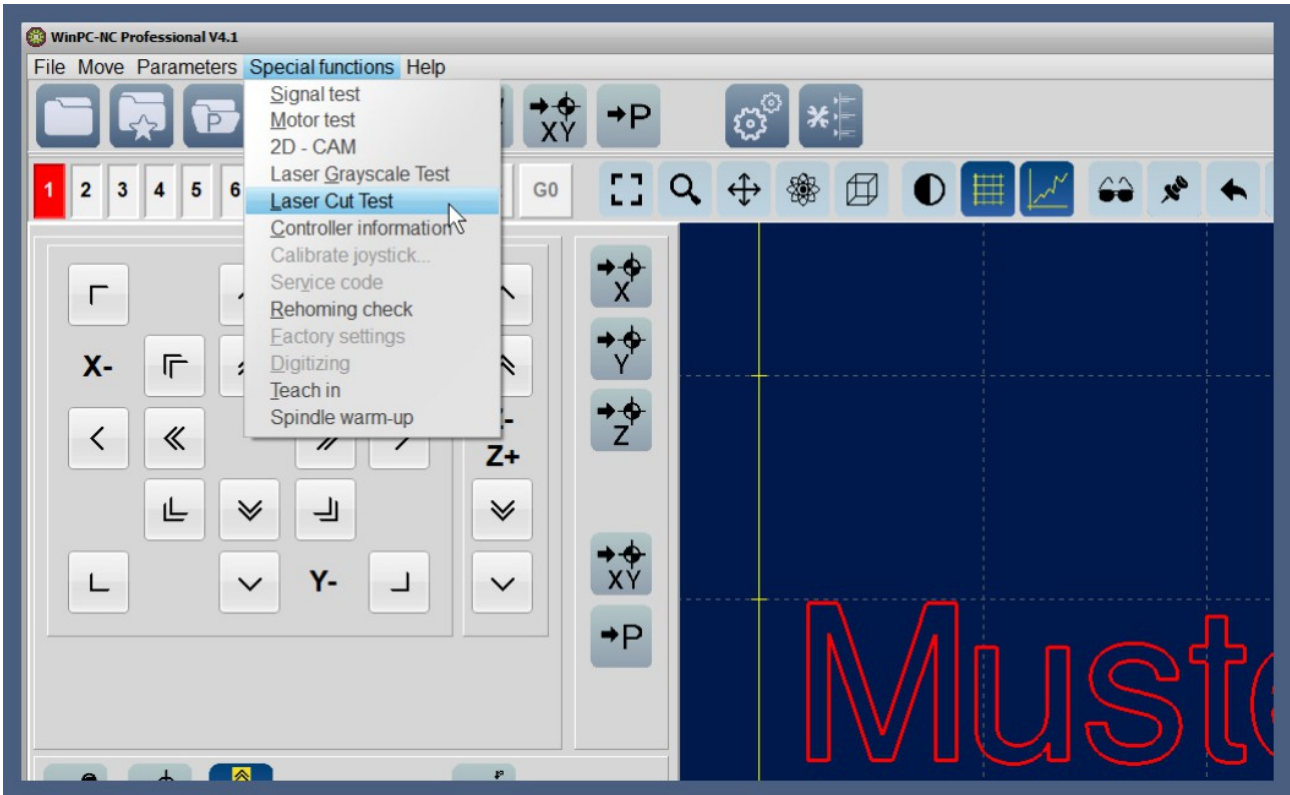 WinPC-NC Professional V4.1
File Move Parameters Special functions Help
Signal test
Motor test
2D - CAM
Laser Grayscale Test
Laser Cut Test
Controller information
Calibrate joystick...
Service code
Rehoming check
Factory settings
Digitizing
Teach in
Spindle warm-up
P
XY
P
1 2 3 4 5 6
G0
X-
Z+
Y-
X
Y
Z
XY
P
Muste